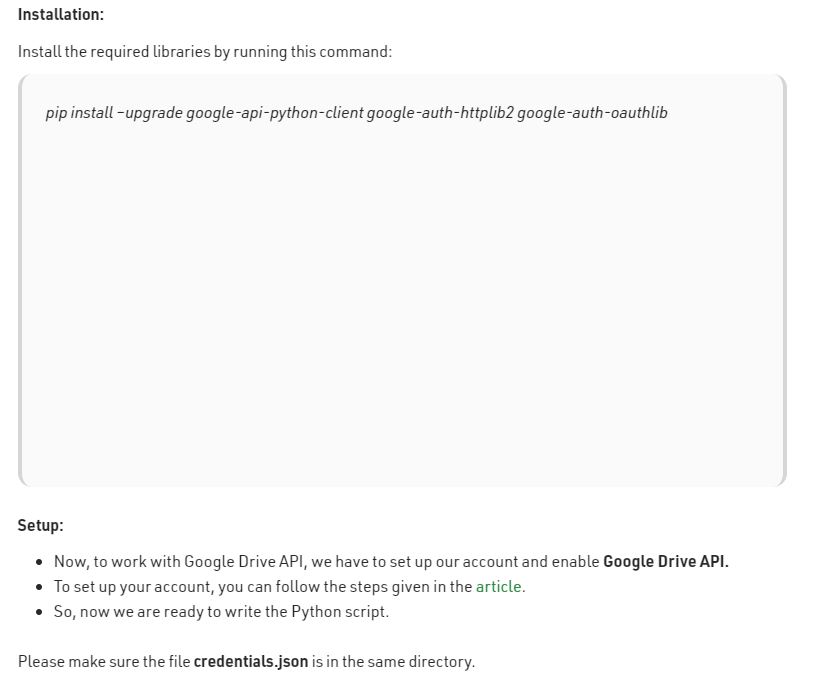 Installation:
Install the required libraries by running this command:
pip install –upgrade google-api-python-client google-auth-httplib2 google-auth-oauthlib
Setup:
Now, to work with Google Drive API, we have to set up our account and enable Google Drive API.
To set up your account, you can follow the steps given in the article.
So, now we are ready to write the Python script.
Please make sure the file credentials.json is in the same directory.